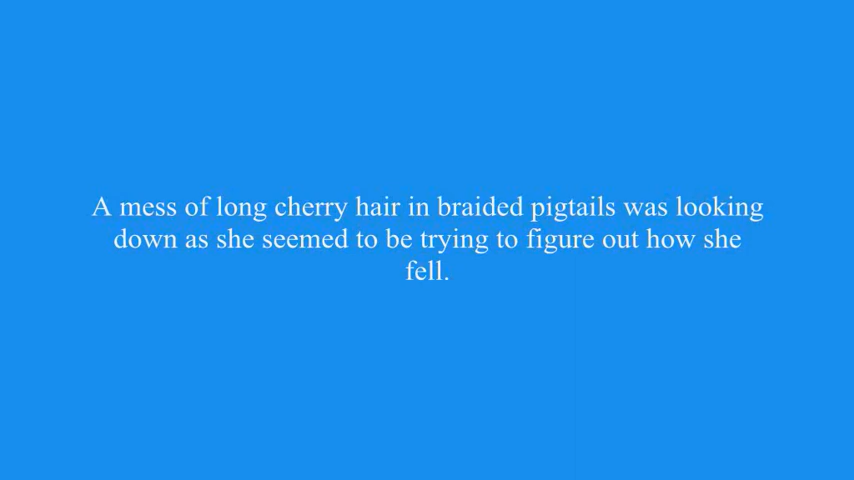 A mess of long cherry hair in braided pigtails was looking
down as she seemed to be trying to figure out how she
fell.